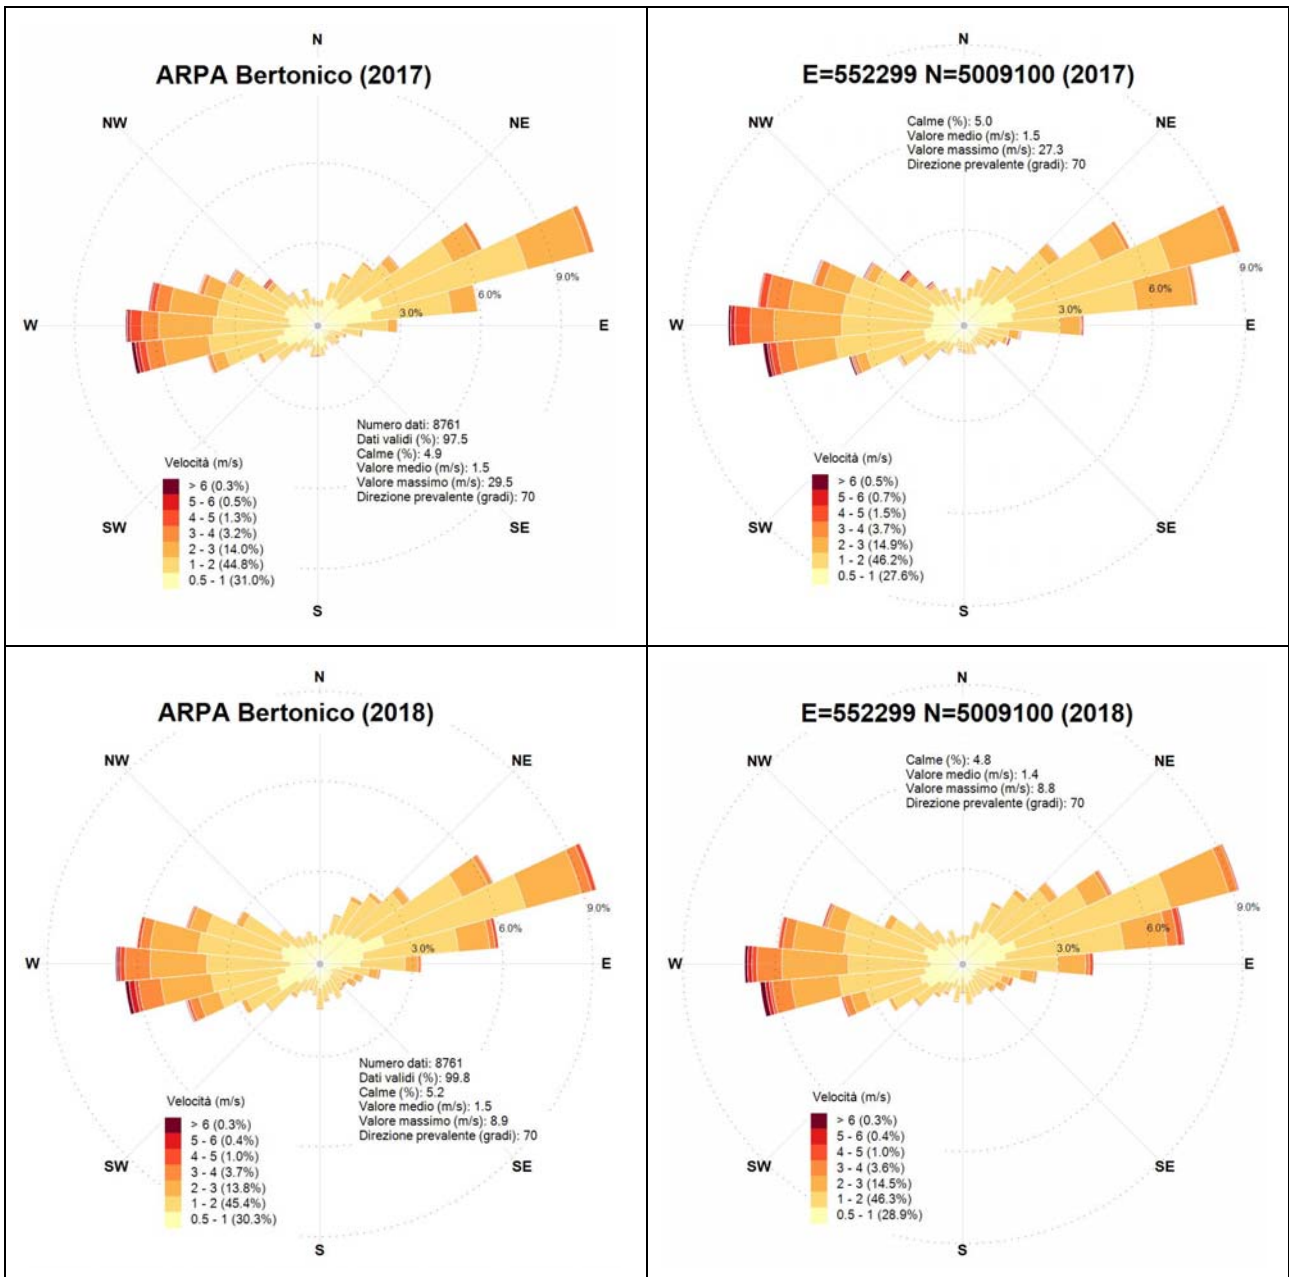 N
ARPA Bertonico (2017)
NW
NE
9.0%
6.0%
3.0%
W
E
Numero dati: 8761
Dati validi (%): 97.5
Calme (%): 4.9
Valore medio (m/s): 1.5
Valore massimo (m/s): 29.5
Direzione prevalente (gradi): 70
Velocità (m/s)
> 6 (0.3%)
5 - 6 (0.5%)
4 - 5 (1.3%)
3 - 4 (3.2%)
2 - 3 (14.0%)
1 - 2 (44.8%)
0.5 - 1 (31.0%)
SW
SE
S
N
E=552299 N=5009100 (2017)
Calme (%): 5.0
Valore medio (m/s): 1.5
Valore massimo (m/s): 27.3
Direzione prevalente (gradi): 70
NW
NE
9.0%
6.0%
3.0%
W
E
Velocità (m/s)
> 6 (0.5%)
5 - 6 (0.7%)
4 - 5 (1.5%)
3 - 4 (3.7%)
2 - 3 (14.9%)
1 - 2 (46.2%)
0.5 - 1 (27.6%)
SW
SE
S
N
ARPA Bertonico (2018)
NW
NE
9.0%
6.0%
3.0%
W
E
Numero dati: 8761
Dati validi (%): 99.8
Calme (%): 5.2
Valore medio (m/s): 1.5
Valore massimo (m/s): 8.9
Direzione prevalente (gradi): 70
Velocità (m/s)
> 6 (0.3%)
5 - 6 (0.4%)
4 - 5 (1.0%)
3 - 4 (3.7%)
2 - 3 (13.8%)
1 - 2 (45.4%)
0.5 - 1 (30.3%)
SW
SE
S
N
E=552299 N=5009100 (2018)
Calme (%): 4.8
Valore medio (m/s): 1.4
Valore massimo (m/s): 8.8
Direzione prevalente (gradi): 70
NW
NE
9.0%
6.0%
3.0%
W
E
Velocità (m/s)
> 6 (0.3%)
5 - 6 (0.4%)
4 - 5 (1.0%)
3 - 4 (3.6%)
2 - 3 (14.5%)
1 - 2 (46.3%)
0.5 - 1 (28.9%)
SW
SE
S